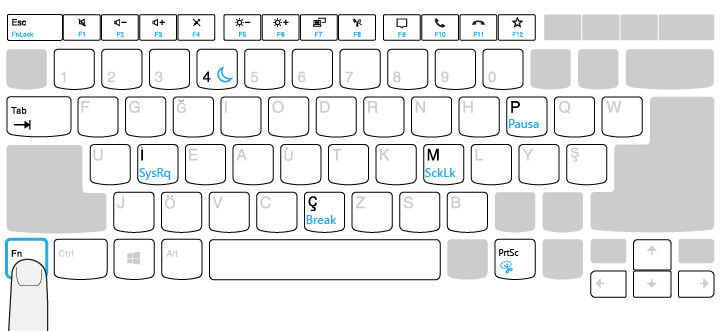 Esc
FnLock F1 F2 F3 F4 F5 F6 F7 F8 F9 F10 F11 F12
1 2 3 4 5 6 7 8 9 0
Tab F G Ğ I O D R N H P Q W
Pausa
U İ E A Ü T K M L Y Ş
SysRq SckLk
J Ö V C Ç Z S B
Break
Fn Ctrl Alt PrtSc